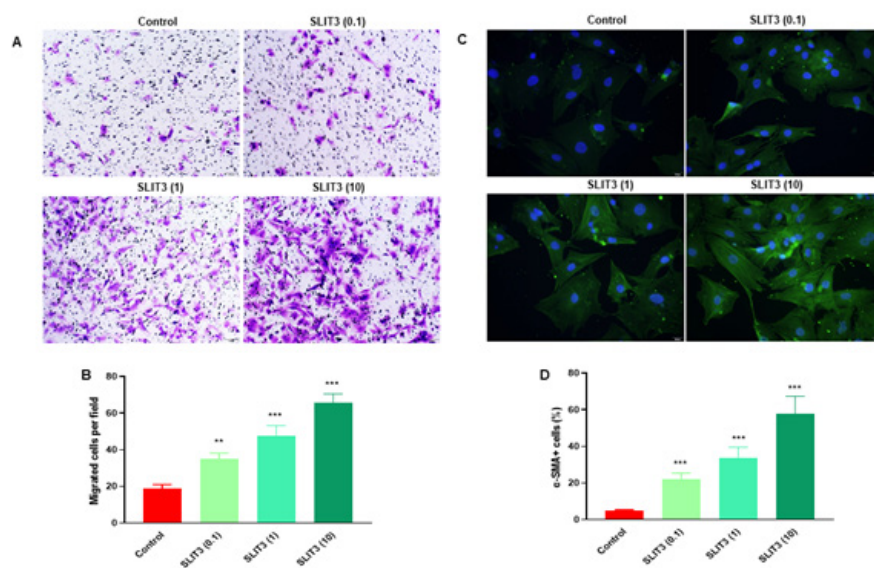 A
Control
SLIT3 (0.1)
SLIT3 (1)
SLIT3 (10)
C
Control
SLIT3 (0.1)
SLIT3 (1)
SLIT3 (10)
B
Migrated cells per field
80
60
40
20
0
**
***
***
Control
SLIT3 (0.1)
SLIT3 (1)
SLIT3 (10)
D
α-SMA+ cells (%)
80
60
40
20
0
***
***
***
Control
SLIT3 (0.1)
SLIT3 (1)
SLIT3 (10)